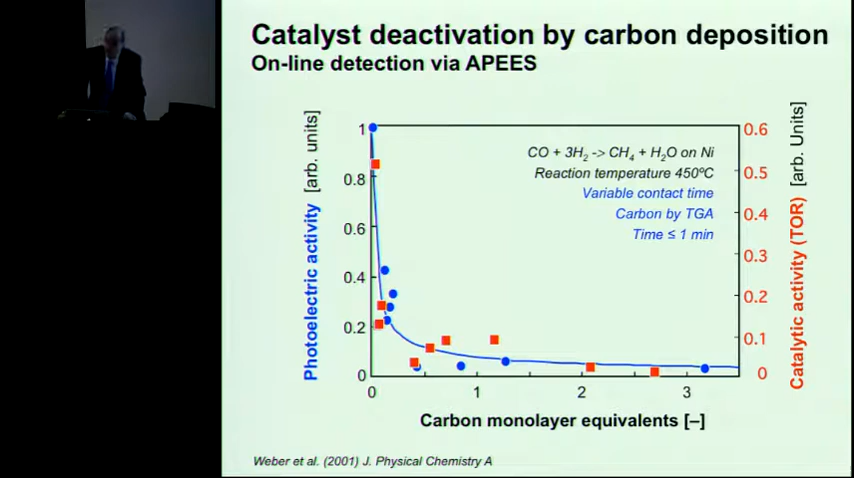 Catalyst deactivation by carbon deposition
On-line detection via APEES
Photoelectric activity [arb. units]
1
0.8
0.6
0.4
0.2
0
CO + 3H₂ -> CH₄ + H₂O on Ni
Reaction temperature 450ºC
Variable contact time
Carbon by TGA
Time ≤ 1 min
0.6
0.5
0.4
0.3
0.2
0.1
0
Catalytic activity (TOR) [arb. Units]
0 1 2 3
Carbon monolayer equivalents [–]
Weber et al. (2001) J. Physical Chemistry A